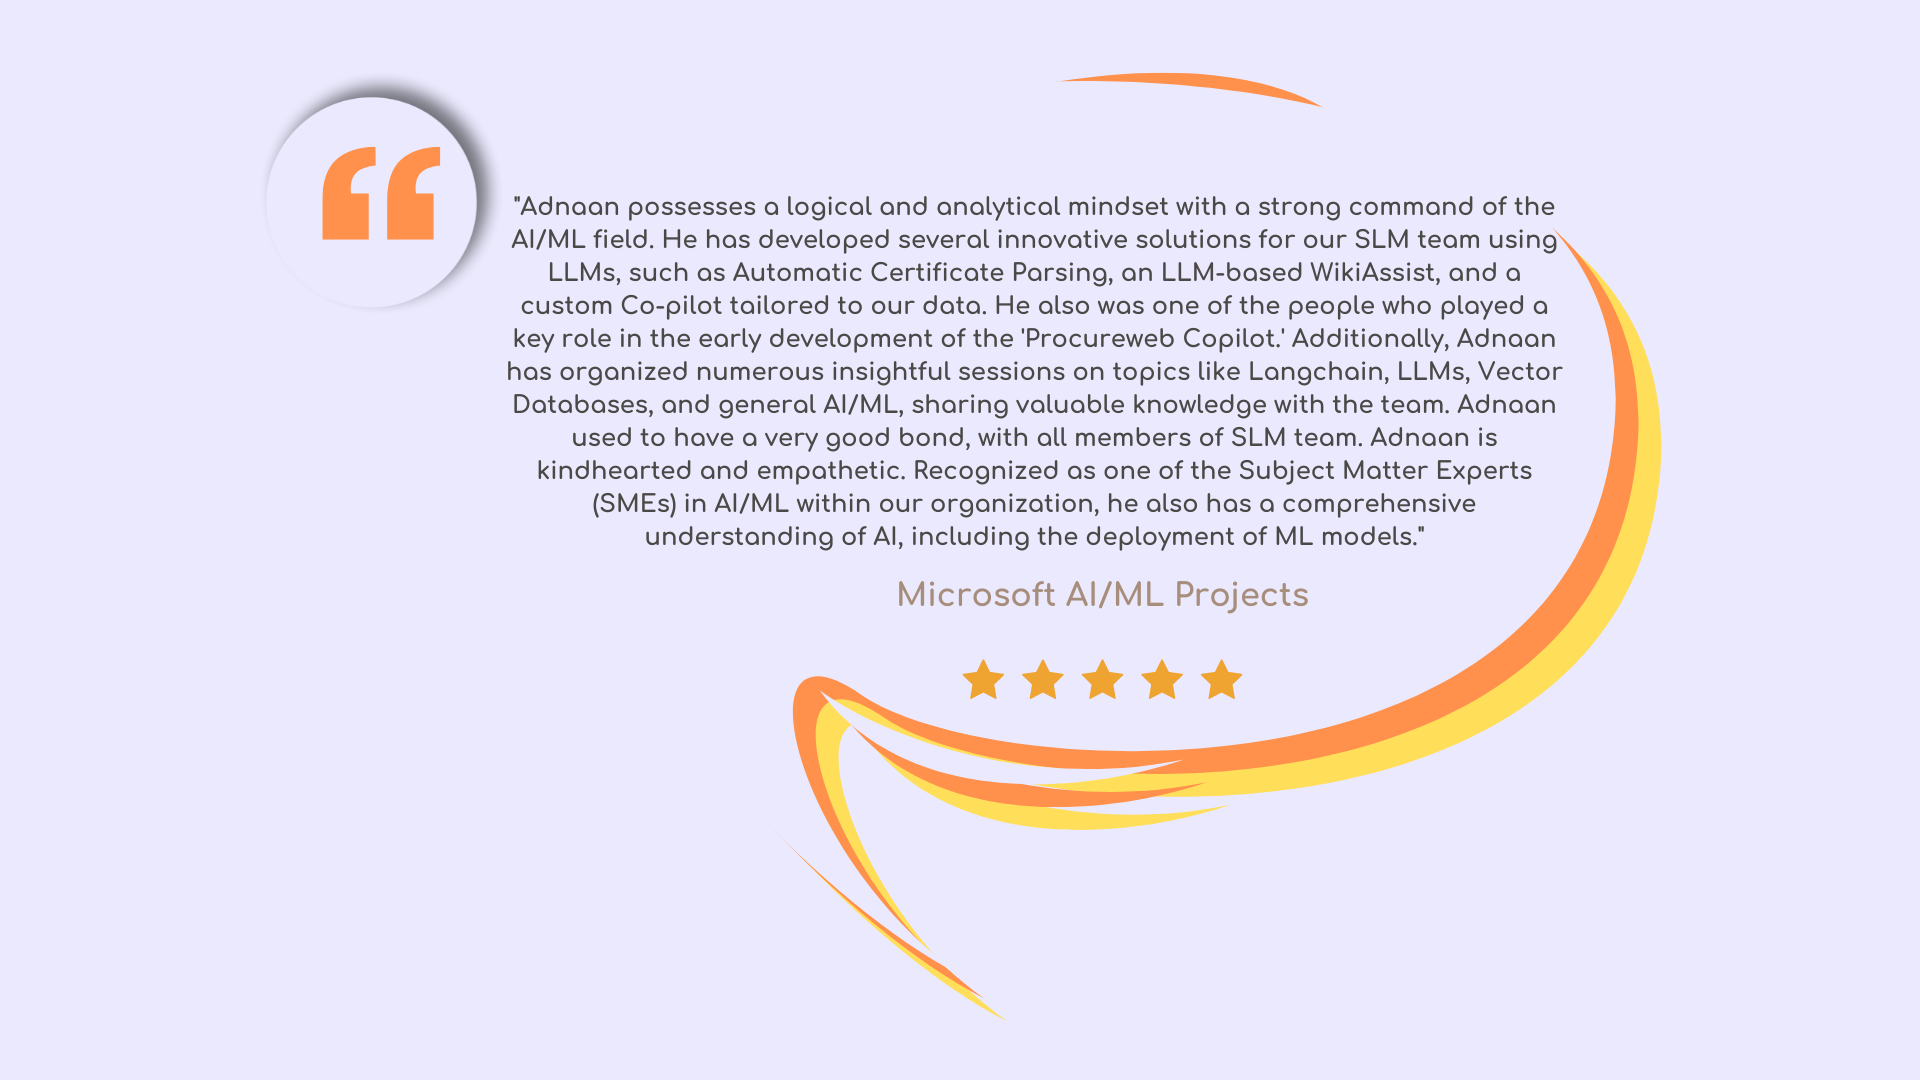 "Adnaan possesses a logical and analytical mindset with a strong command of the
AI/ML field. He has developed several innovative solutions for our SLM team using
LLMs, such as Automatic Certificate Parsing, an LLM-based WikiAssist, and a
custom Co-pilot tailored to our data. He also was one of the people who played a
key role in the early development of the 'Procureweb Copilot.' Additionally, Adnaan
has organized numerous insightful sessions on topics like Langchain, LLMs, Vector
Databases, and general AI/ML, sharing valuable knowledge with the team. Adnaan
used to have a very good bond, with all members of SLM team. Adnaan is
kindhearted and empathetic. Recognized as one of the Subject Matter Experts
(SMEs) in AI/ML within our organization, he also has a comprehensive
understanding of AI, including the deployment of ML models."
Microsoft AI/ML Projects